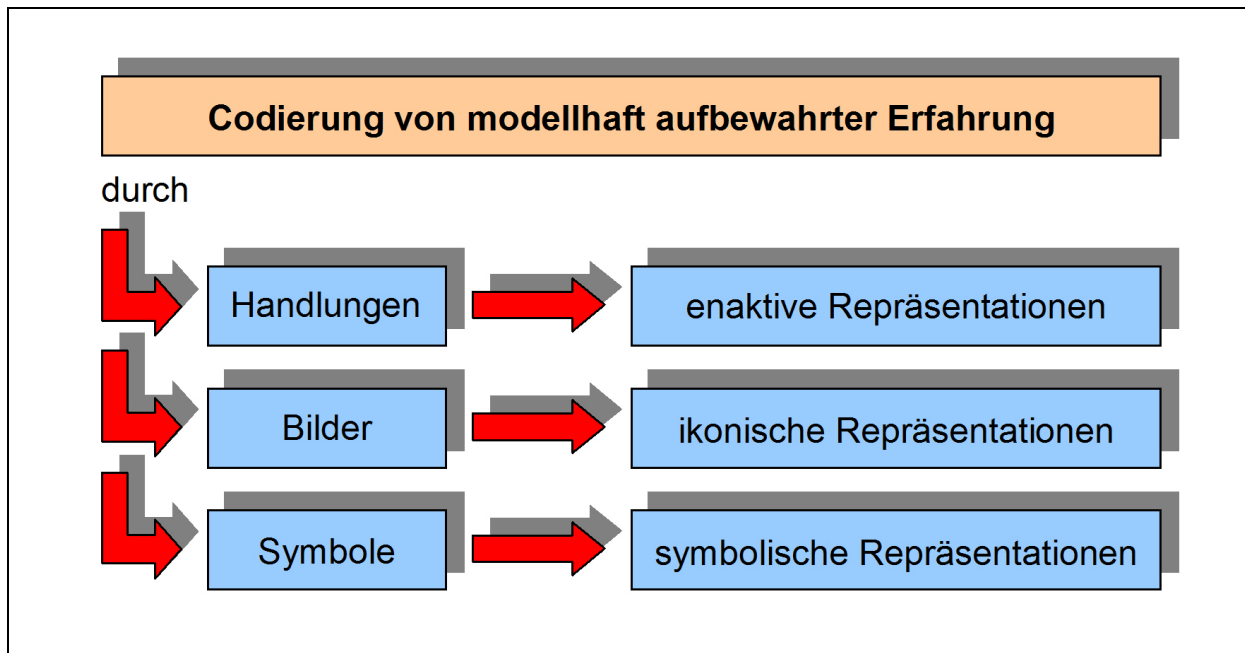 Codierung von modellhaft aufbewahrter Erfahrung
durch
Handlungen
enaktive Repräsentationen
Bilder
ikonische Repräsentationen
Symbole
symbolische Repräsentationen